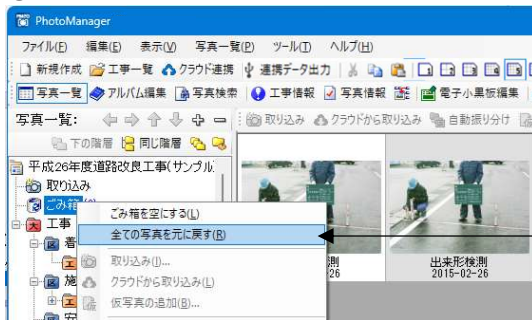 PhotoManager
ファイル(F) 編集(E) 表示(V) 写真一覧(P) ツール(T) ヘルプ(H)
新規作成 工事一覧 クラウド連携 連携データ出力
写真一覧 アルバム編集 写真検索 工事情報 写真情報 電子小黒板編集
写真一覧: 取り込み クラウドから取り込み 自動振り分け
下の階層 同じ階層
平成26年度道路改良工事(サンプル
取り込み
ごみ箱
ごみ箱を空にする(L)
工事
全ての写真を元に戻す(R)
着
取り込み(I)...
施
クラウドから取り込み(L)
仮写真の追加(B)...
安
出来形検測
2015-02-26